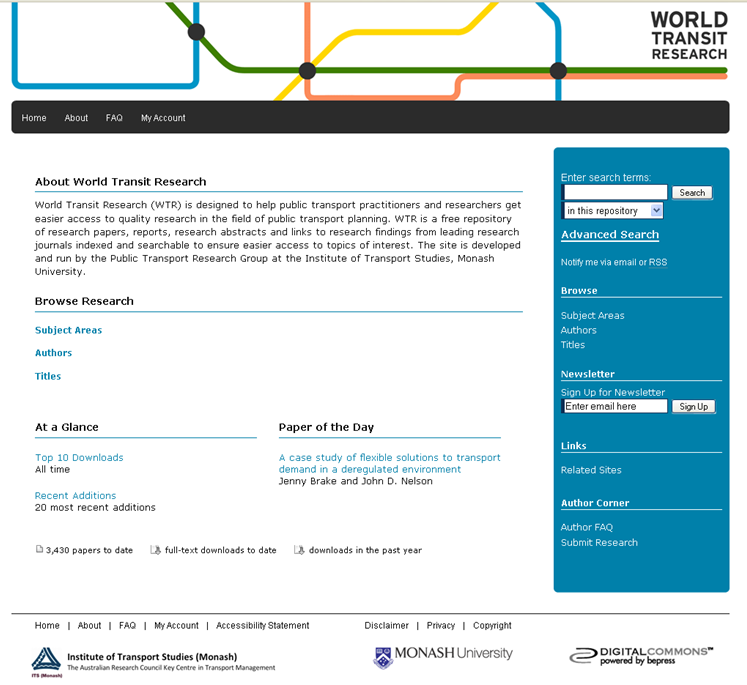 WORLD
TRANSIT
RESEARCH
Home About FAQ My Account
About World Transit Research
World Transit Research (WTR) is designed to help public transport practitioners and researchers get
easier access to quality research in the field of public transport planning. WTR is a free repository
of research papers, reports, research abstracts and links to research findings from leading research
journals indexed and searchable to ensure easier access to topics of interest. The site is developed
and run by the Public Transport Research Group at the Institute of Transport Studies, Monash
University.
Browse Research
Subject Areas
Authors
Titles
At a Glance
Top 10 Downloads
All time
Recent Additions
20 most recent additions
Paper of the Day
A case study of flexible solutions to transport
demand in a deregulated environment
Jenny Brake and John D. Nelson
3,430 papers to date full-text downloads to date downloads in the past year
Enter search terms:
Search
in this repository
Advanced Search
Notify me via email or RSS
Browse
Subject Areas
Authors
Titles
Newsletter
Sign Up for Newsletter
Enter email here Sign Up
Links
Related Sites
Author Corner
Author FAQ
Submit Research
Home | About | FAQ | My Account | Accessibility Statement Disclaimer | Privacy | Copyright
ITS (Monash)
Institute of Transport Studies (Monash)
The Australian Research Council Key Centre in Transport Management
MONASH University
DIGITALCOMMONS™
powered by bepress